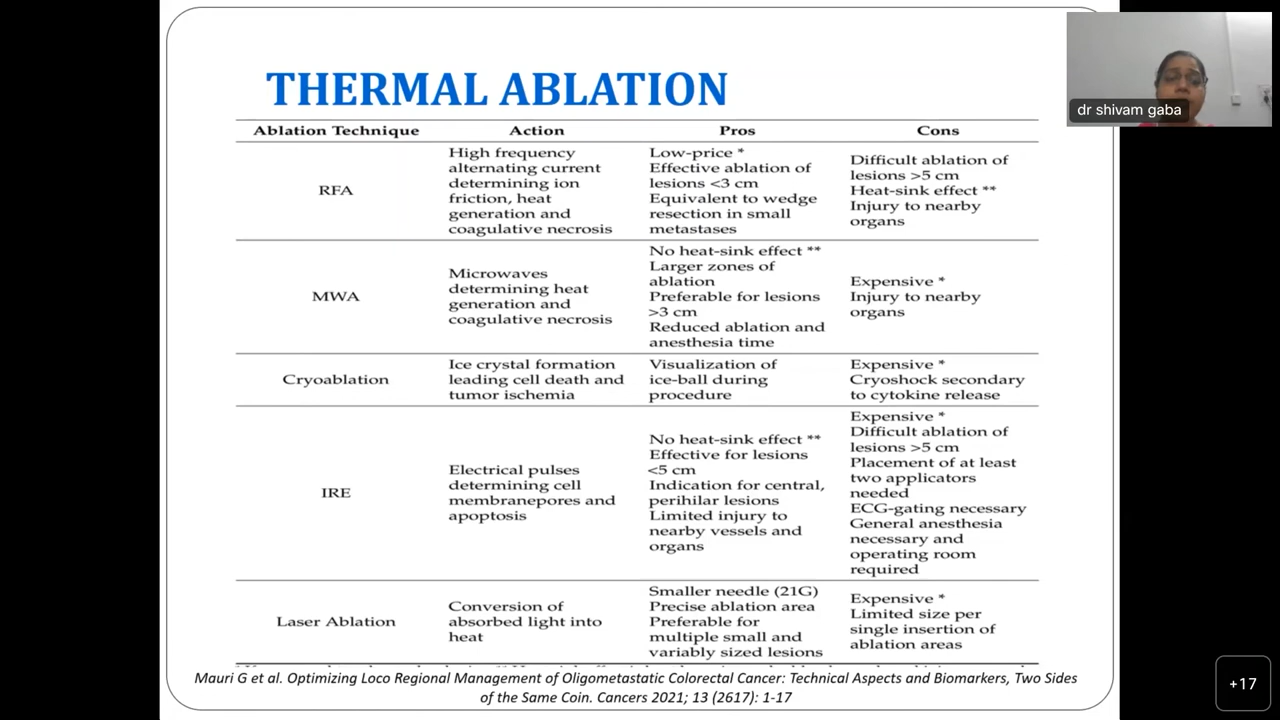 THERMAL ABLATION
dr shivam gaba
Ablation Technique Action Pros Cons
RFA
High frequency
alternating current
determining ion
friction, heat
generation and
coagulative necrosis
Low-price *
Effective ablation of
lesions <3 cm
Equivalent to wedge
resection in small
metastases
Difficult ablation of
lesions >5 cm
Heat-sink effect **
Injury to nearby
organs
MWA
Microwaves
determining heat
generation and
coagulative necrosis
No heat-sink effect **
Larger zones of
ablation
Preferable for lesions
>3 cm
Reduced ablation and
anesthesia time
Expensive *
Injury to nearby
organs
Cryoablation
Ice crystal formation
leading cell death and
tumor ischemia
Visualization of
ice-ball during
procedure
Expensive *
Cryoshock secondary
to cytokine release
IRE
Electrical pulses
determining cell
membranepores and
apoptosis
No heat-sink effect **
Effective for lesions
<5 cm
Indication for central,
perihilar lesions
Limited injury to
nearby vessels and
organs
Expensive *
Difficult ablation of
lesions >5 cm
Placement of at least
two applicators
needed
ECG-gating necessary
General anesthesia
necessary and
operating room
required
Laser Ablation
Conversion of
absorbed light into
heat
Smaller needle (21G)
Precise ablation area
Preferable for
multiple small and
variably sized lesions
Expensive *
Limited size per
single insertion of
ablation areas
Mauri G et al. Optimizing Loco Regional Management of Oligometastatic Colorectal Cancer: Technical Aspects and Biomarkers, Two Sides
of the Same Coin. Cancers 2021; 13 (2617): 1-17
+17